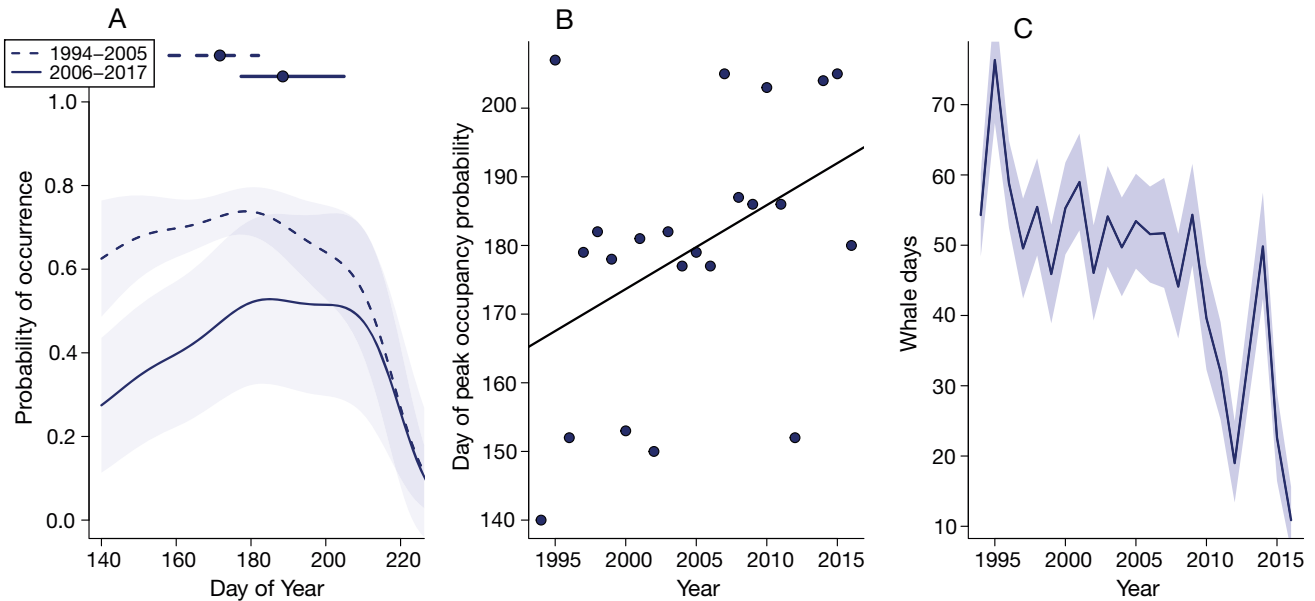 A
1994–2005
2006–2017
1.0
0.8
0.6
0.4
0.2
0.0
Probability of occurrence
140 160 180 200 220
Day of Year
B
200
190
180
170
160
150
140
Day of peak occupancy probability
1995 2000 2005 2010 2015
Year
C
70
60
50
40
30
20
10
Whale days
1995 2000 2005 2010 2015
Year